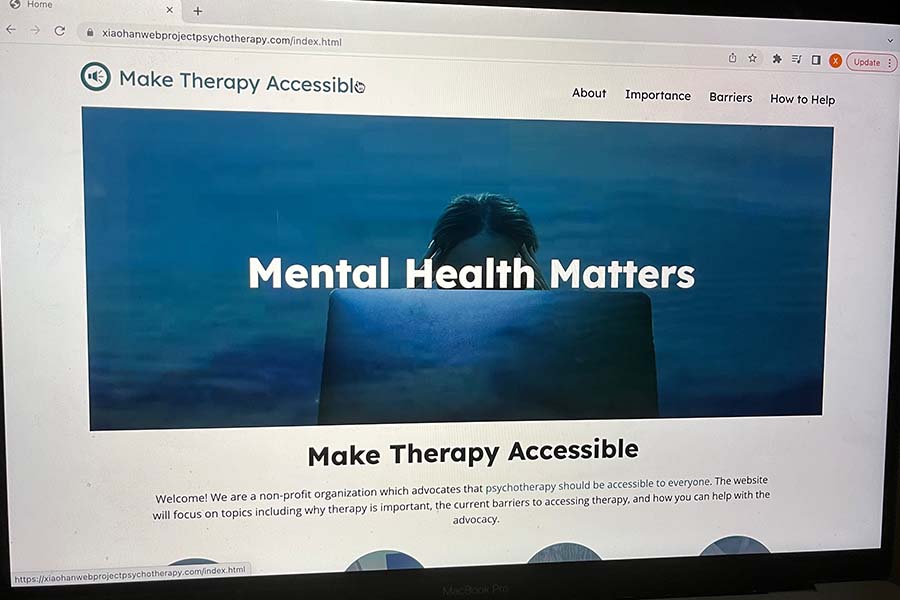 Home
xiaohanwebprojectpsychotherapy.com/index.html
X
Update
Make Therapy Accessible
About Importance Barriers How to Help
Mental Health Matters
Make Therapy Accessible
Welcome! We are a non-profit organization which advocates that psychotherapy should be accessible to everyone. The website
will focus on topics including why therapy is important, the current barriers to accessing therapy, and how you can help with the
advocacy.
https://xiaohanwebprojectpsychotherapy.com/index.html
MacBook Pro